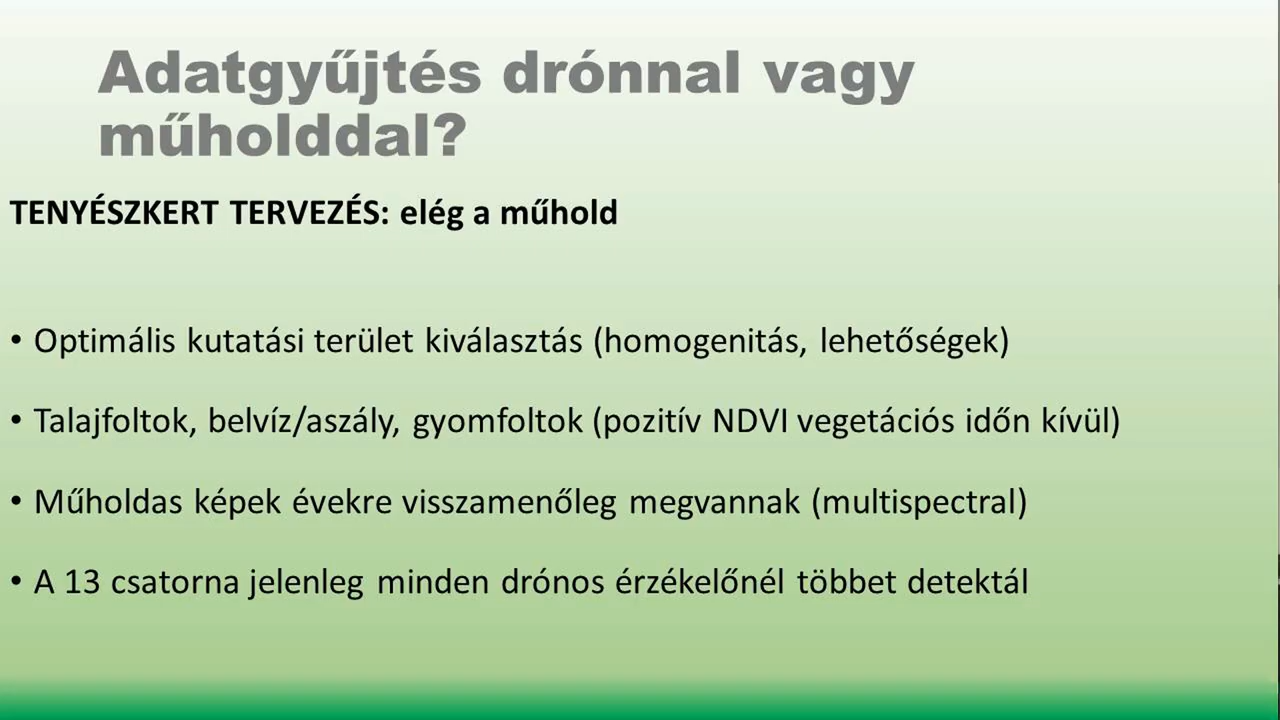 Adatgyűjtés drónnal vagy
műholddal?
TENYÉSZKERT TERVEZÉS: elég a műhold
• Optimális kutatási terület kiválasztás (homogenitás, lehetőségek)
• Talajfoltok, belvíz/aszály, gyomfoltok (pozitív NDVI vegetációs időn kívül)
• Műholdas képek évekre visszamenőleg megvannak (multispectral)
• A 13 csatorna jelenleg minden drónos érzékelőnél többet detektál